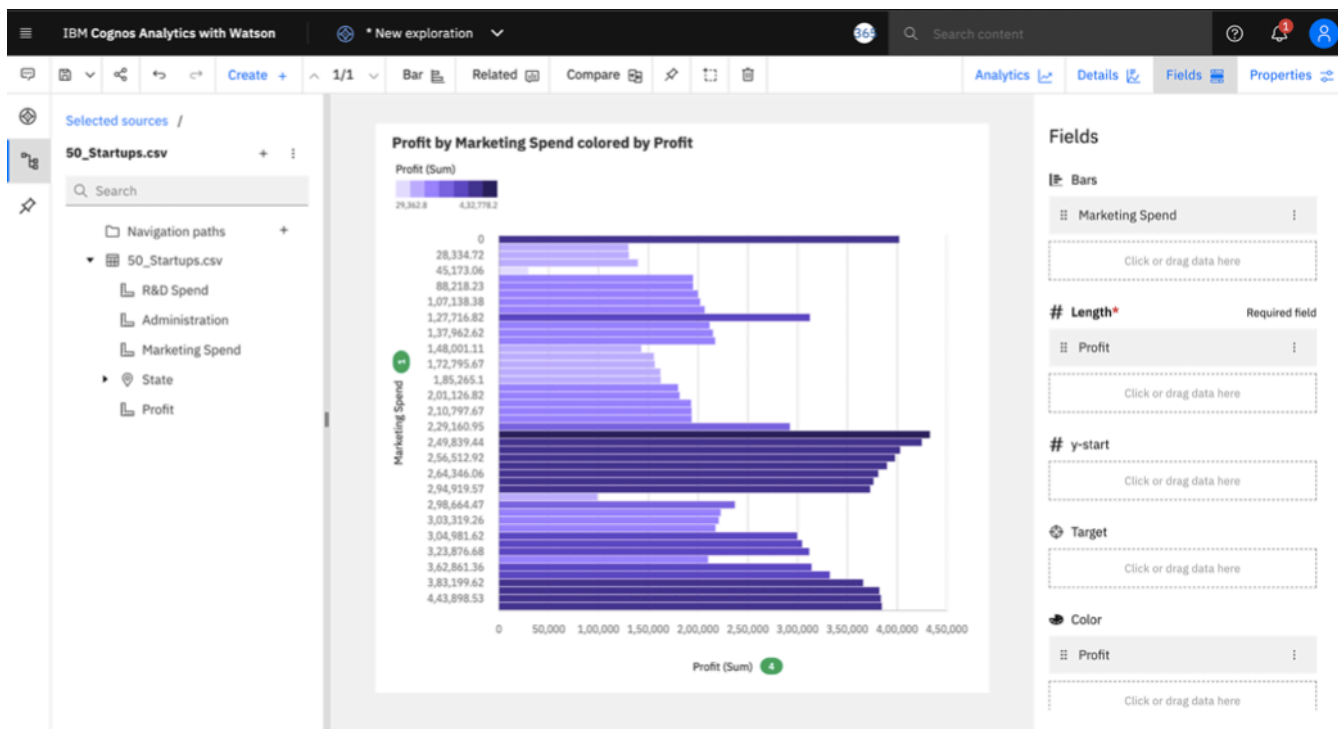 IBM Cognos Analytics with Watson
* New exploration
365
Search content
1
Create +
1/1
Bar
Related
Compare
Analytics
Details
Fields
Properties
Selected sources /
50_Startups.csv
Search
Navigation paths
50_Startups.csv
R&D Spend
Administration
Marketing Spend
State
Profit
Profit by Marketing Spend colored by Profit
Profit (Sum)
29,362.8 4,32,778.2
Marketing Spend
0
28,334.72
45,173.06
88,218.23
1,07,138.38
1,27,716.82
1,37,962.62
1,48,001.11
1,72,795.67
1,85,265.1
2,01,126.82
2,10,797.67
2,29,160.95
2,49,839.44
2,56,512.92
2,64,346.06
2,94,919.57
2,98,664.47
3,03,319.26
3,04,981.62
3,23,876.68
3,62,861.36
3,83,199.62
4,43,898.53
0 50,000 1,00,000 1,50,000 2,00,000 2,50,000 3,00,000 3,50,000 4,00,000 4,50,000
Profit (Sum) 4
Fields
Bars
Marketing Spend
Click or drag data here
# Length* Required field
Profit
Click or drag data here
# y-start
Click or drag data here
Target
Click or drag data here
Color
Profit
Click or drag data here